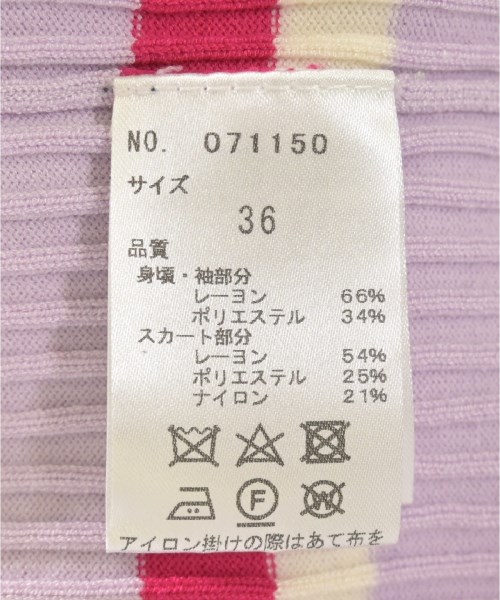 NO. 071150
サイズ
36
品質
身頃・袖部分
レーヨン 66%
ポリエステル 34%
スカート部分
レーヨン 54%
ポリエステル 25%
ナイロン 21%
F W
アイロン掛けの際はあて布を